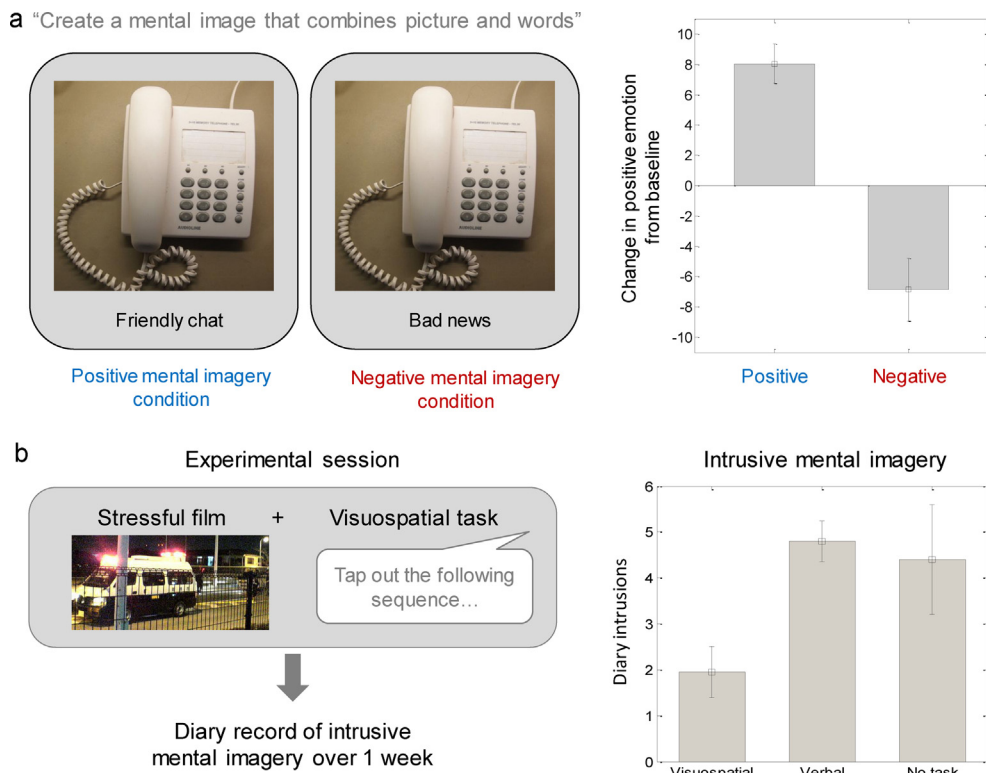 a "Create a mental image that combines picture and words"
Friendly chat
Bad news
Positive mental imagery
condition
Negative mental imagery
condition
Change in positive emotion
from baseline
10
8
6
4
2
0
-2
-4
-6
-8
-10
Positive
Negative
b
Experimental session
Stressful film + Visuospatial task
Tap out the following
sequence…
Diary record of intrusive
mental imagery over 1 week
Intrusive mental imagery
Diary intrusions
6
5
4
3
2
1
0
Visuospatial
Verbal
No task